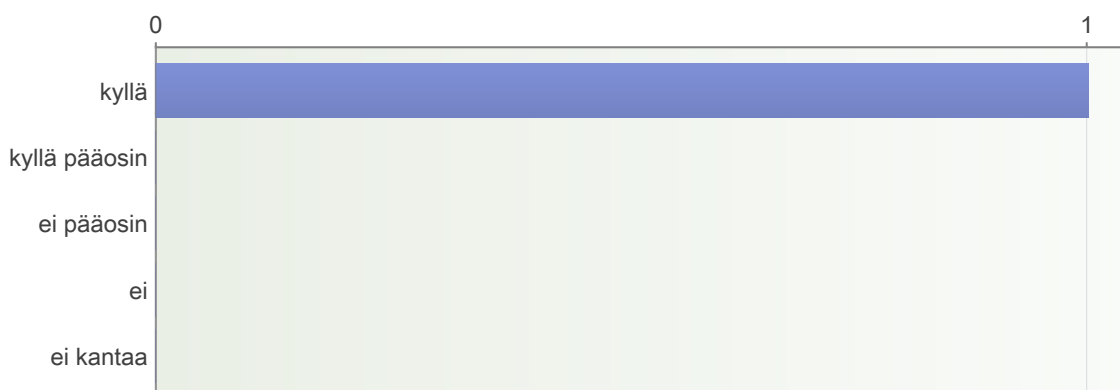 0 1
kyllä
kyllä pääosin
ei pääosin
ei
ei kantaa